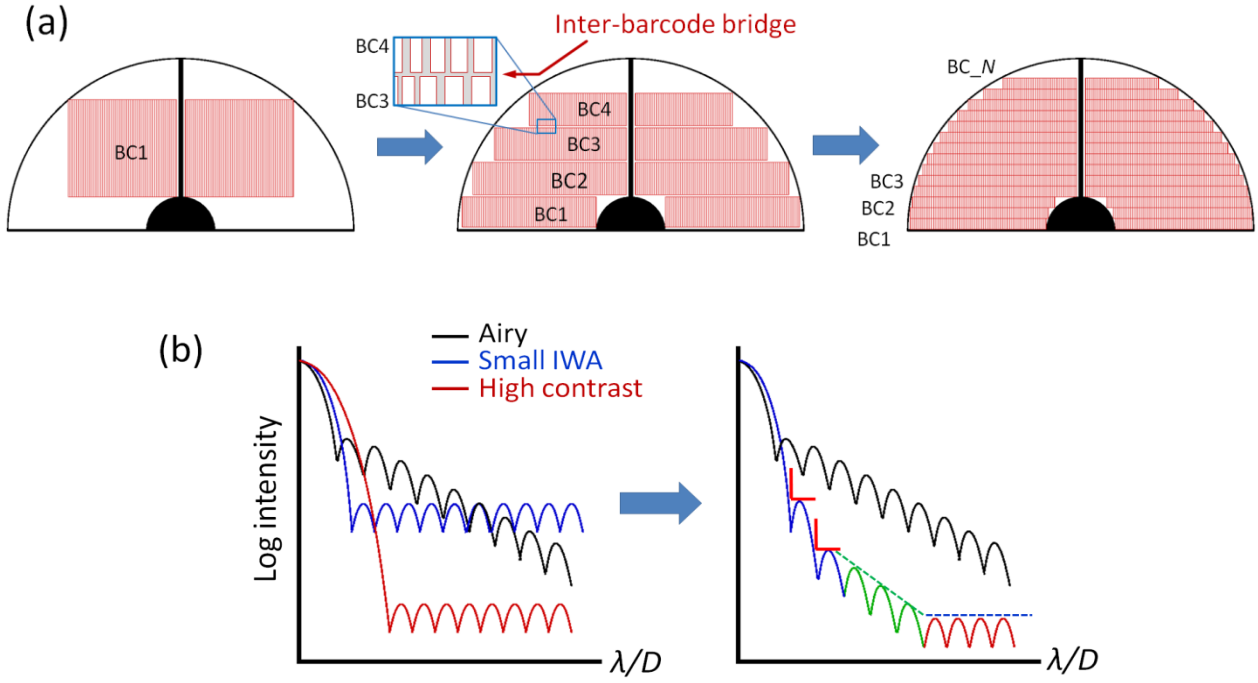 (a)
Inter-barcode bridge
BC4
BC3
BC1
BC4
BC3
BC2
BC1
BC_N
BC3
BC2
BC1
(b)
Airy
Small IWA
High contrast
Log intensity
λ/D
λ/D